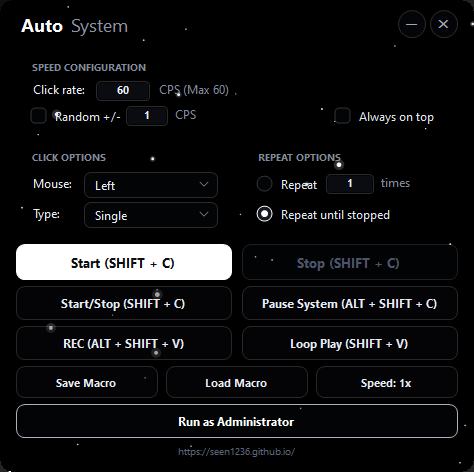 Auto System
SPEED CONFIGURATION
Click rate: 60 CPS (Max 60)
Random +/- 1 CPS
Always on top
CLICK OPTIONS
Mouse: Left
Type: Single
REPEAT OPTIONS
Repeat 1 times
Repeat until stopped
Start (SHIFT + C)
Stop (SHIFT + C)
Start/Stop (SHIFT + C)
Pause System (ALT + SHIFT + C)
REC (ALT + SHIFT + V)
Loop Play (SHIFT + V)
Save Macro
Load Macro
Speed: 1x
Run as Administrator
https://seen1236.github.io/